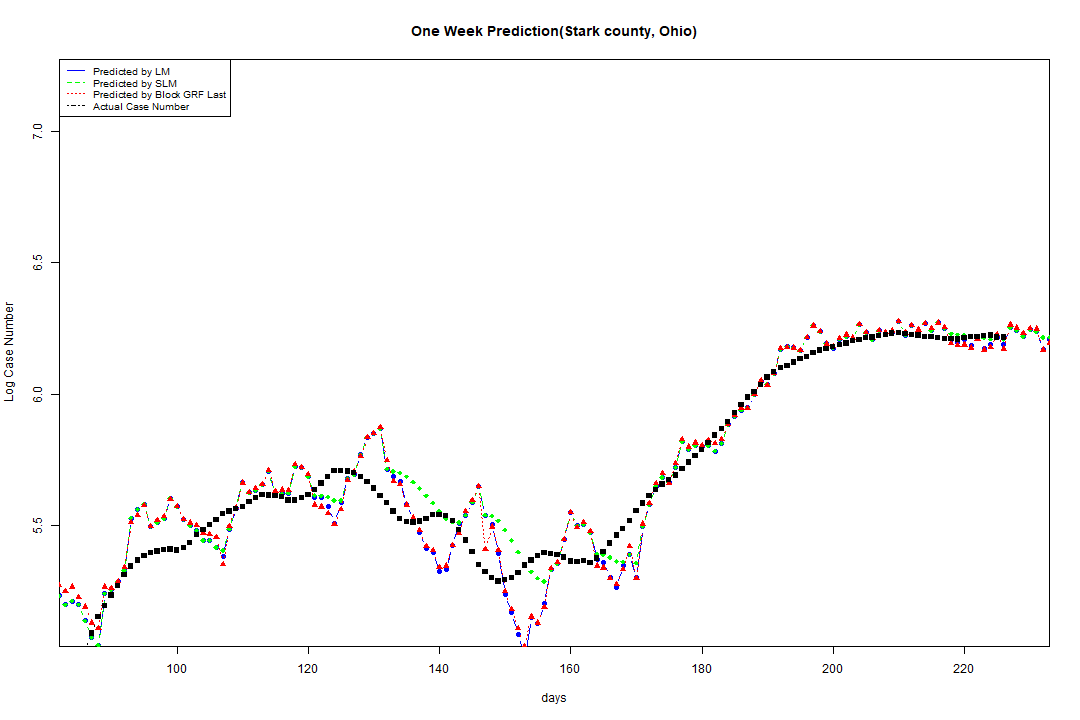 One Week Prediction(Stark county, Ohio)
Predicted by LM
Predicted by SLM
Predicted by Block GRF Last
Actual Case Number
7.0
6.5
6.0
5.5
Log Case Number
100 120 140 160 180 200 220
days